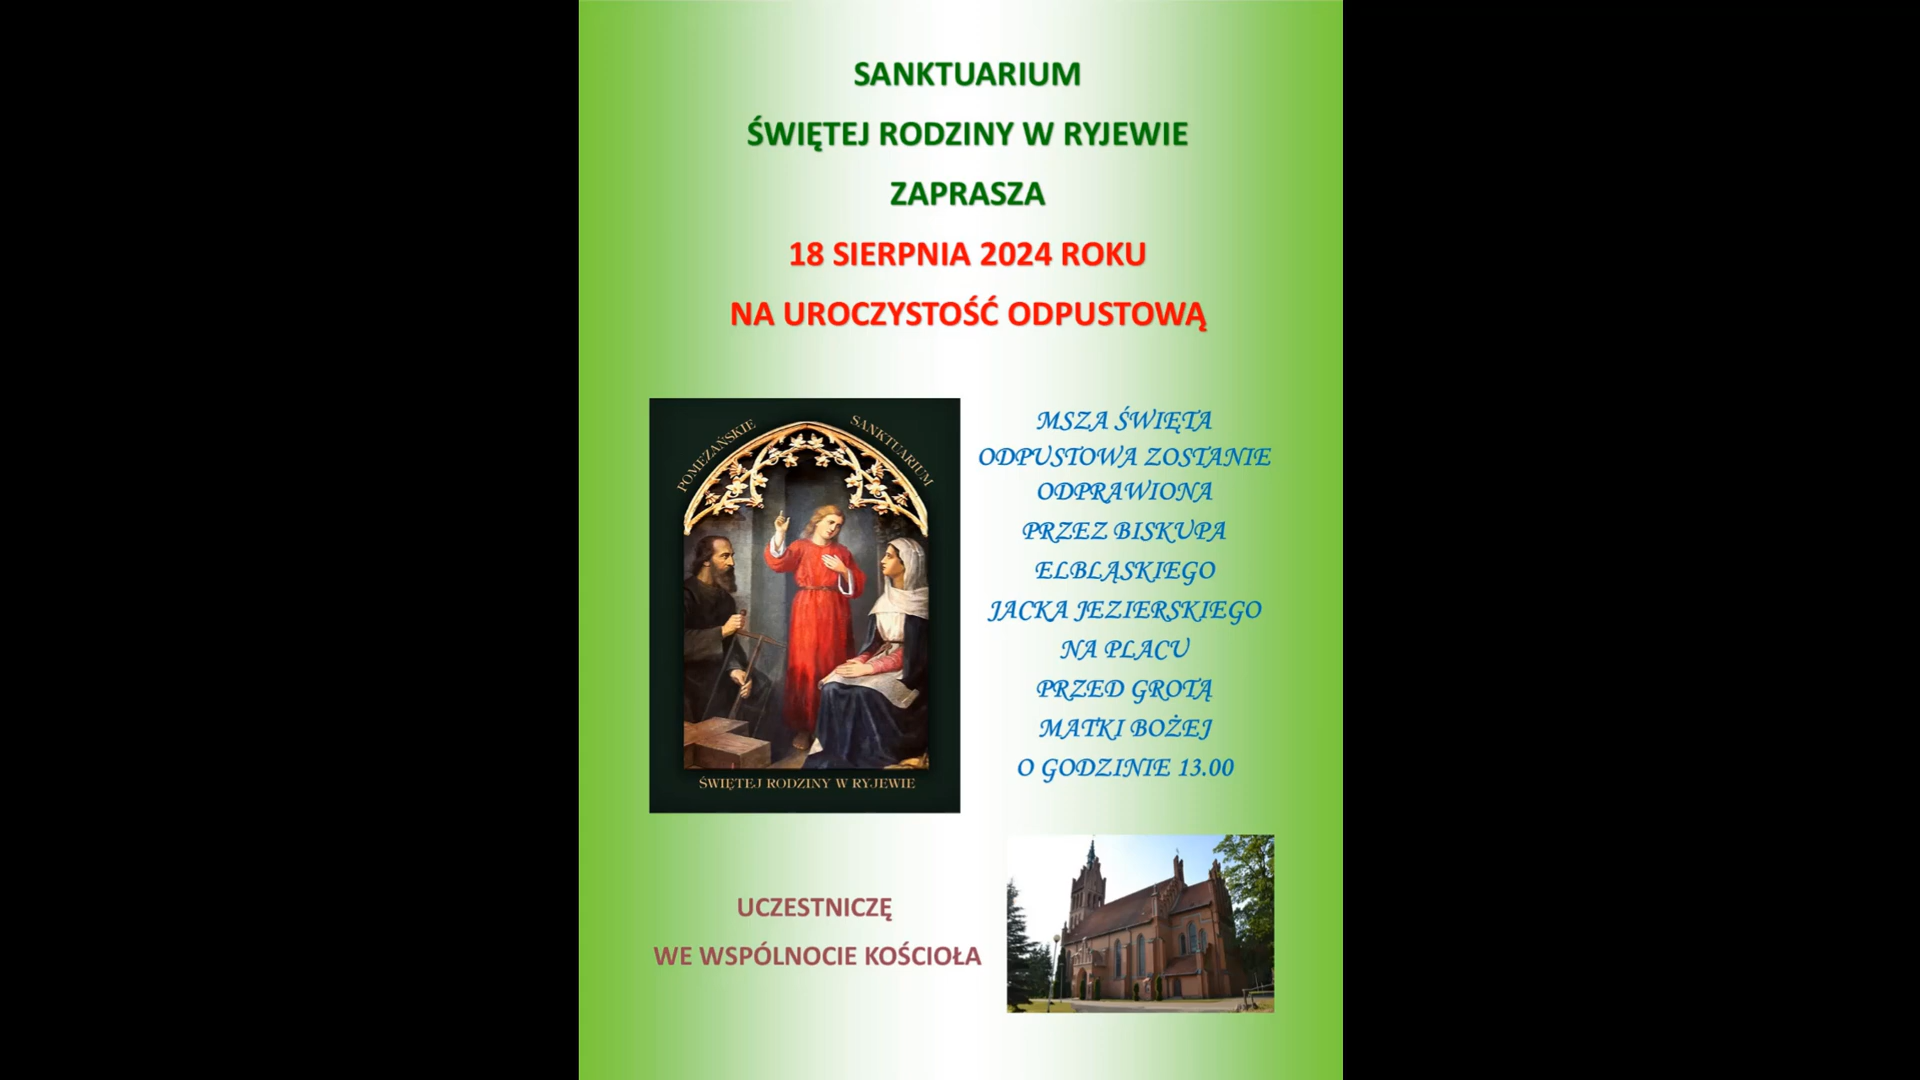 SANKTUARIUM
ŚWIĘTEJ RODZINY W RYJEWIE
ZAPRASZA
18 SIERPNIA 2024 ROKU
NA UROCZYSTOŚĆ ODPUSTOWĄ
POMEZAŃSKIE SANKTUARIUM
ŚWIĘTEJ RODZINY W RYJEWIE
MSZA ŚWIĘTA
ODPUSTOWA ZOSTANIE
ODPRAWIONA
PRZEZ BISKUPA
ELBLĄSKIEGO
JACKA JEZIERSKIEGO
NA PLACU
PRZED GROTĄ
MATKI BOŻEJ
O GODZINIE 13.00
UCZESTNICZĘ
WE WSPÓLNOCIE KOŚCIOŁA